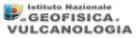 Istituto Nazionale
di GEOFISICA e
VULCANOLOGIA